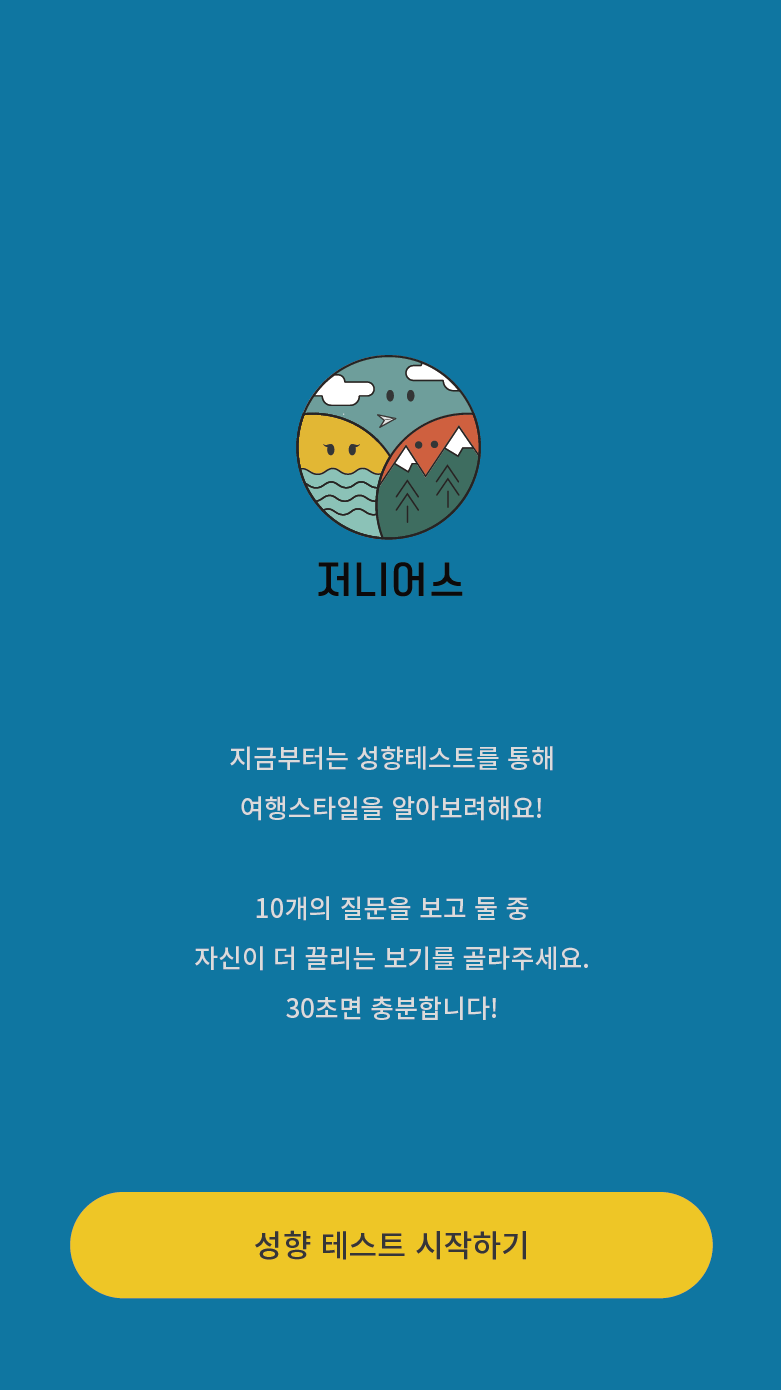 저니어스
지금부터는 성향테스트를 통해
여행스타일을 알아보려해요!
10개의 질문을 보고 둘 중
자신이 더 끌리는 보기를 골라주세요.
30초면 충분합니다!
성향 테스트 시작하기